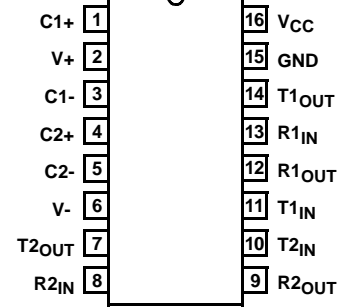 C1+ 1 16 VCC
V+ 2 15 GND
C1- 3 14 T1OUT
C2+ 4 13 R1IN
C2- 5 12 R1OUT
V- 6 11 T1IN
T2OUT 7 10 T2IN
R2IN 8 9 R2OUT